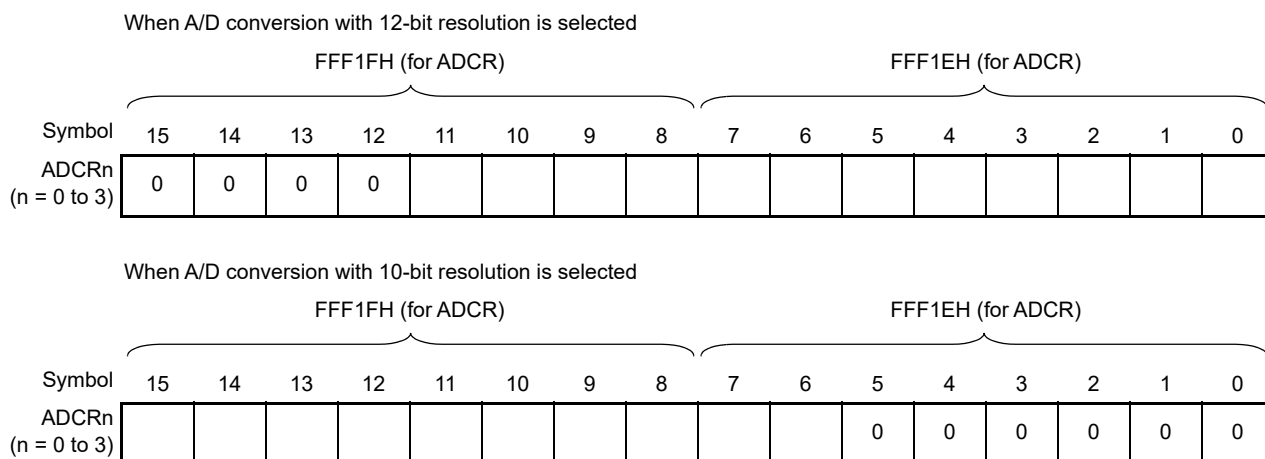 When A/D conversion with 12-bit resolution is selected
FFF1FH (for ADCR) FFF1EH (for ADCR)
Symbol 15 14 13 12 11 10 9 8 7 6 5 4 3 2 1 0
ADCRn
(n = 0 to 3) 0 0 0 0
When A/D conversion with 10-bit resolution is selected
FFF1FH (for ADCR) FFF1EH (for ADCR)
Symbol 15 14 13 12 11 10 9 8 7 6 5 4 3 2 1 0
ADCRn
(n = 0 to 3) 0 0 0 0 0 0